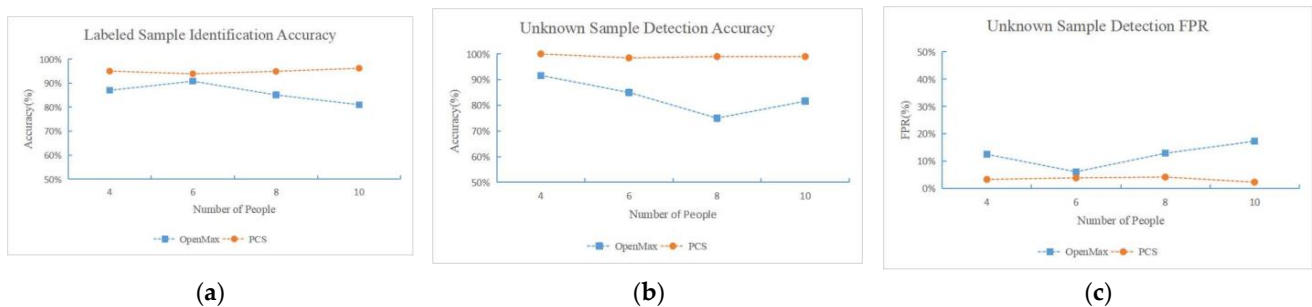 Labeled Sample Identification Accuracy
100%
90%
80%
70%
60%
50%
Accuracy(%)
4 6 8 10
Number of People
OpenMax PCS
(a)
Unknown Sample Detection Accuracy
100%
90%
80%
70%
60%
50%
Accuracy(%)
4 6 8 10
Number of People
OpenMax PCS
(b)
Unknown Sample Detection FPR
50%
40%
30%
20%
10%
0%
FPR(%)
4 6 8 10
Number of People
OpenMax PCS
(c)